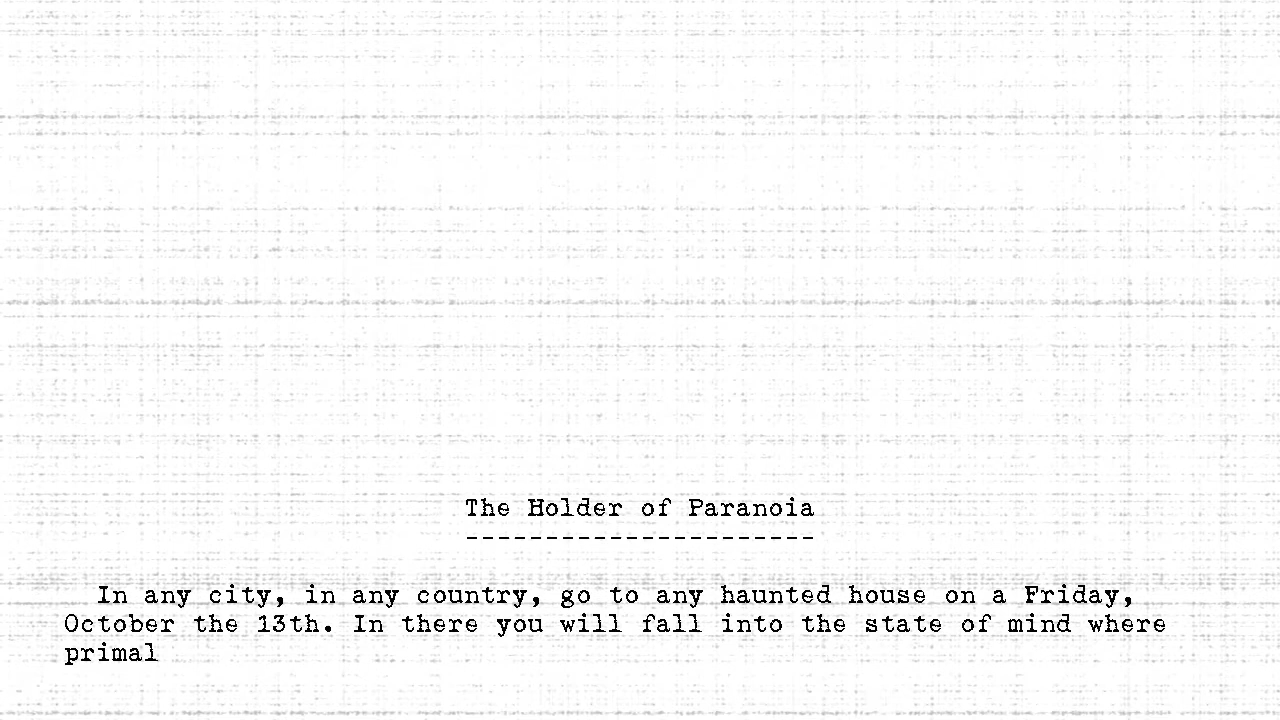 The Holder of Paranoia
----------------------
In any city, in any country, go to any haunted house on a Friday,
October the 13th. In there you will fall into the state of mind where
primal